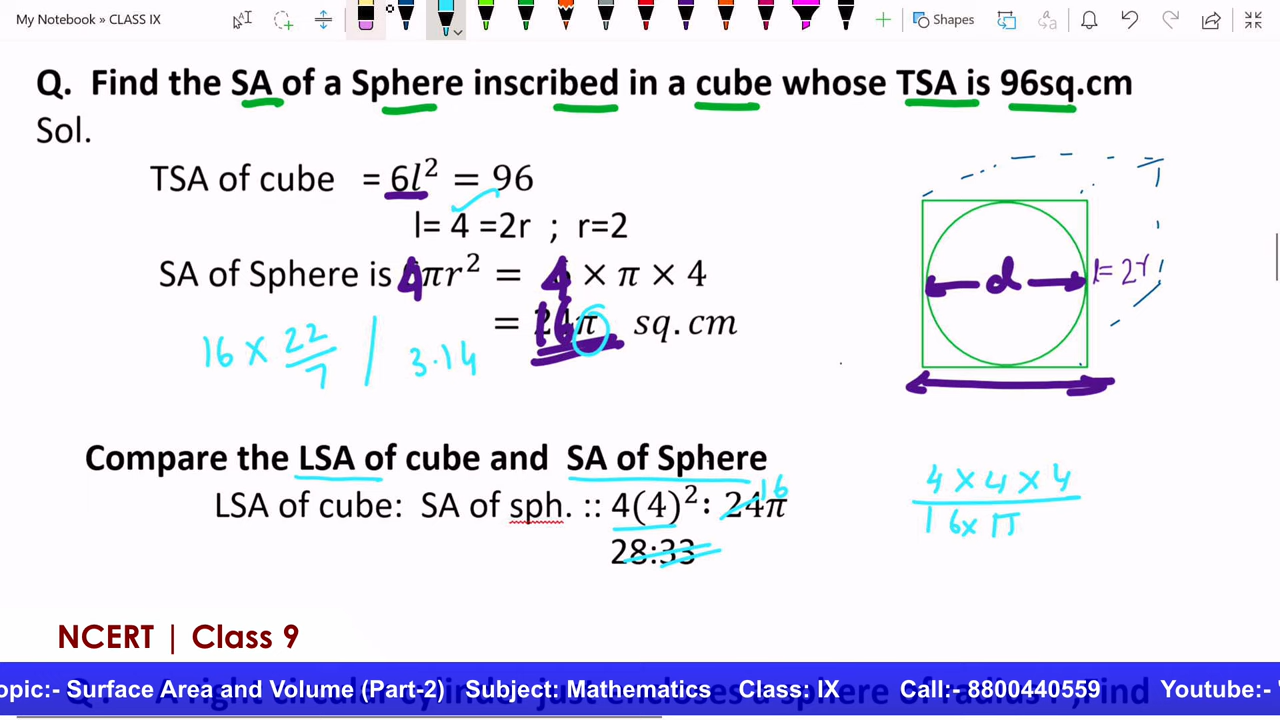 My Notebook » CLASS IX
Shapes
Q. Find the SA of a Sphere inscribed in a cube whose TSA is 96sq.cm
Sol.
TSA of cube = 6l² = 96
l= 4 =2r ; r=2
SA of Sphere is 4πr² = 4 × π × 4
= 16π sq.cm
16 × 22/7 / 3.14
d
l=2r
Compare the LSA of cube and SA of Sphere
LSA of cube: SA of sph. :: 4(4)²: 24π
16
28:33
4 × 4 × 4
16 × π
NCERT | Class 9
opic:- Surface Area and Volume (Part-2) Subject: Mathematics Class: IX Call:- 8800440559 Youtube:-